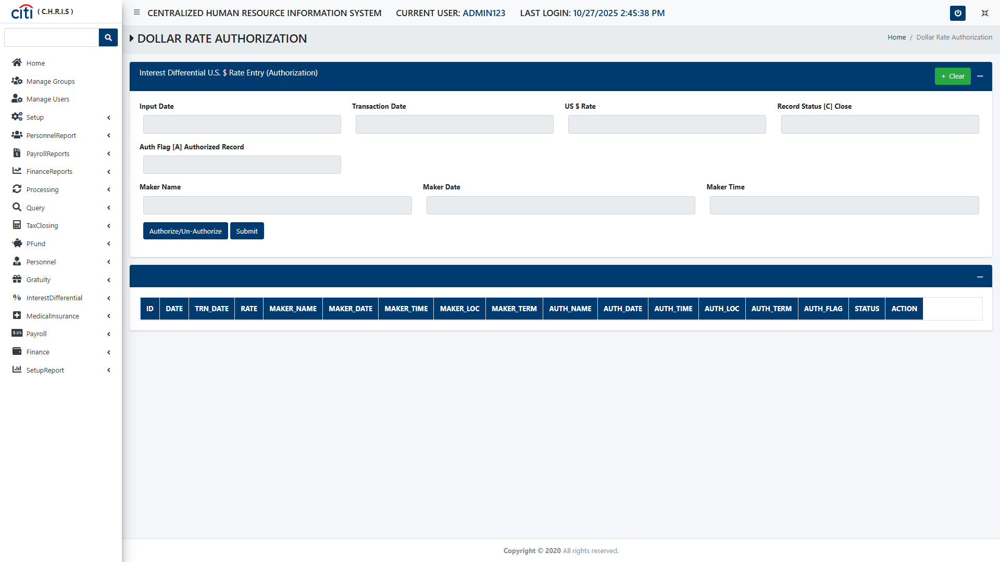 citi ( C.H.R.I.S )
CENTRALIZED HUMAN RESOURCE INFORMATION SYSTEM CURRENT USER: ADMIN123 LAST LOGIN: 10/27/2025 2:45:38 PM
DOLLAR RATE AUTHORIZATION
Home / Dollar Rate Authorization
Home
Manage Groups
Manage Users
Setup
PersonnelReport
PayrollReports
FinanceReports
Processing
Query
TaxClosing
PFund
Personnel
Gratuity
InterestDifferential
MedicalInsurance
Payroll
Finance
SetupReport
Interest Differential U.S. $ Rate Entry (Authorization)
+ Clear
Input Date Transaction Date US $ Rate Record Status [C] Close
Auth Flag [A] Authorized Record
Maker Name Maker Date Maker Time
Authorize/Un-Authorize Submit
ID DATE TRN_DATE RATE MAKER_NAME MAKER_DATE MAKER_TIME MAKER_LOC MAKER_TERM AUTH_NAME AUTH_DATE AUTH_TIME AUTH_LOC AUTH_TERM AUTH_FLAG STATUS ACTION
Copyright © 2020 All rights reserved.